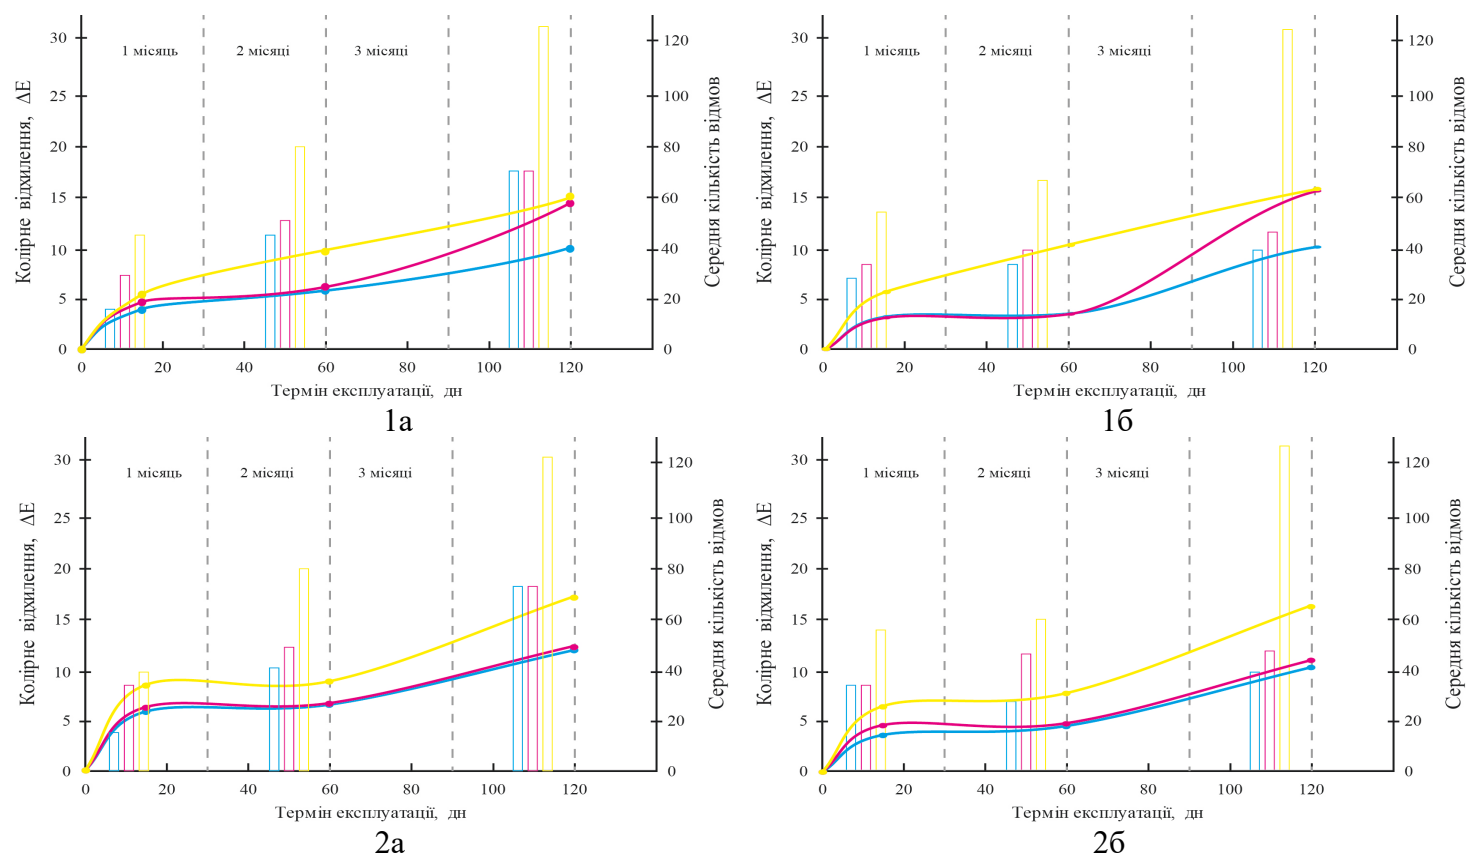 30 25 20 15 10 5 0
Колірне відхилення, ΔЕ
1 місяць 2 місяці 3 місяці
120 100 80 60 40 20 0
Середня кількість відмов
0 20 40 60 80 100 120
Термін експлуатації, дн
1а
30 25 20 15 10 5 0
Колірне відхилення, ΔЕ
1 місяць 2 місяці 3 місяці
120 100 80 60 40 20 0
Середня кількість відмов
0 20 40 60 80 100 120
Термін експлуатації, дн
1б
30 25 20 15 10 5 0
Колірне відхилення, ΔЕ
1 місяць 2 місяці 3 місяці
120 100 80 60 40 20 0
Середня кількість відмов
0 20 40 60 80 100 120
Термін експлуатації, дн
2а
30 25 20 15 10 5 0
Колірне відхилення, ΔЕ
1 місяць 2 місяці 3 місяці
120 100 80 60 40 20 0
Середня кількість відмов
0 20 40 60 80 100 120
Термін експлуатації, дн
2б